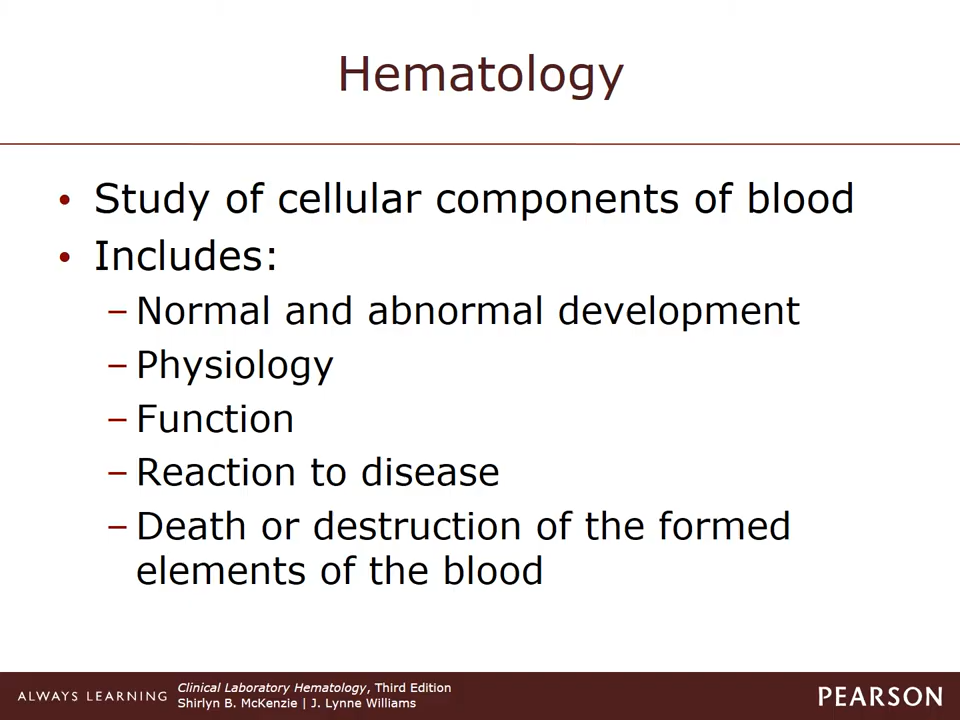 Hematology
• Study of cellular components of blood
• Includes:
– Normal and abnormal development
– Physiology
– Function
– Reaction to disease
– Death or destruction of the formed
elements of the blood
ALWAYS LEARNING
Clinical Laboratory Hematology, Third Edition
Shirlyn B. McKenzie | J. Lynne Williams
PEARSON